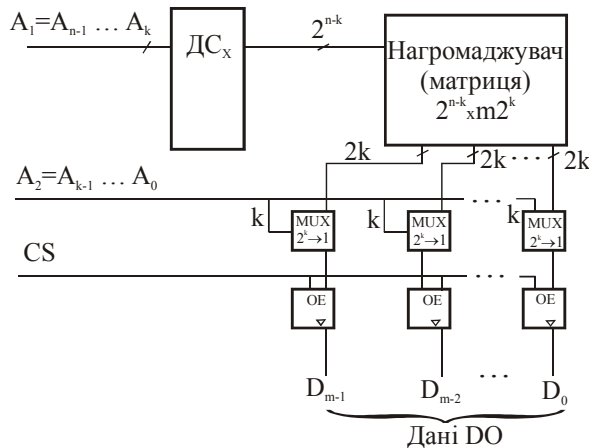 A₁=Aₙ₋₁ … Aₖ
ДСₓ
2ⁿ⁻ᵏ
Нагромаджувач
(матриця)
2ⁿ⁻ᵏxm2ᵏ
2k
2k
…
2k
A₂=Aₖ₋₁ … A₀
…
k
MUX
2ᵏ→1
k
MUX
2ᵏ→1
k
MUX
2ᵏ→1
CS
…
OE
OE
OE
Dₘ₋₁
Dₘ₋₂
…
D₀
Дані DO